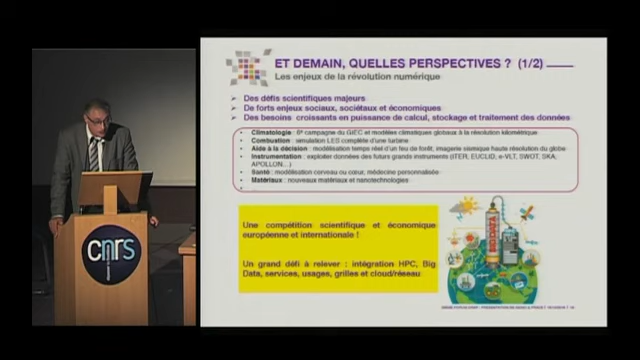 ET DEMAIN, QUELLES PERSPECTIVES ? (1/2)
Les enjeux de la révolution numérique
Des défis scientifiques majeurs
De forts enjeux sociaux, sociétaux et économiques
Des besoins croissants en puissance de calcul, stockage et traitement des données
• Climatologie : 6e campagne du GIEC et modèles climatiques globaux à la résolution kilométrique
• Combustion : simulation LES complète d'une turbine
• Aide à la décision : modélisation temps réel d'un feu de forêt, imagerie sismique haute résolution du globe
• Instrumentation : exploiter données des futurs grands instruments (ITER, EUCLID, e-VLT, SWOT, SKA,
APOLLON…)
• Santé : modélisation cerveau ou cœur, médecine personnalisée
• Matériaux : nouveaux matériaux et nanotechnologies
Une compétition scientifique et économique
européenne et internationale !
Un grand défi à relever : intégration HPC, Big
Data, services, usages, grilles et cloud/réseau
BIG DATA
cnrs